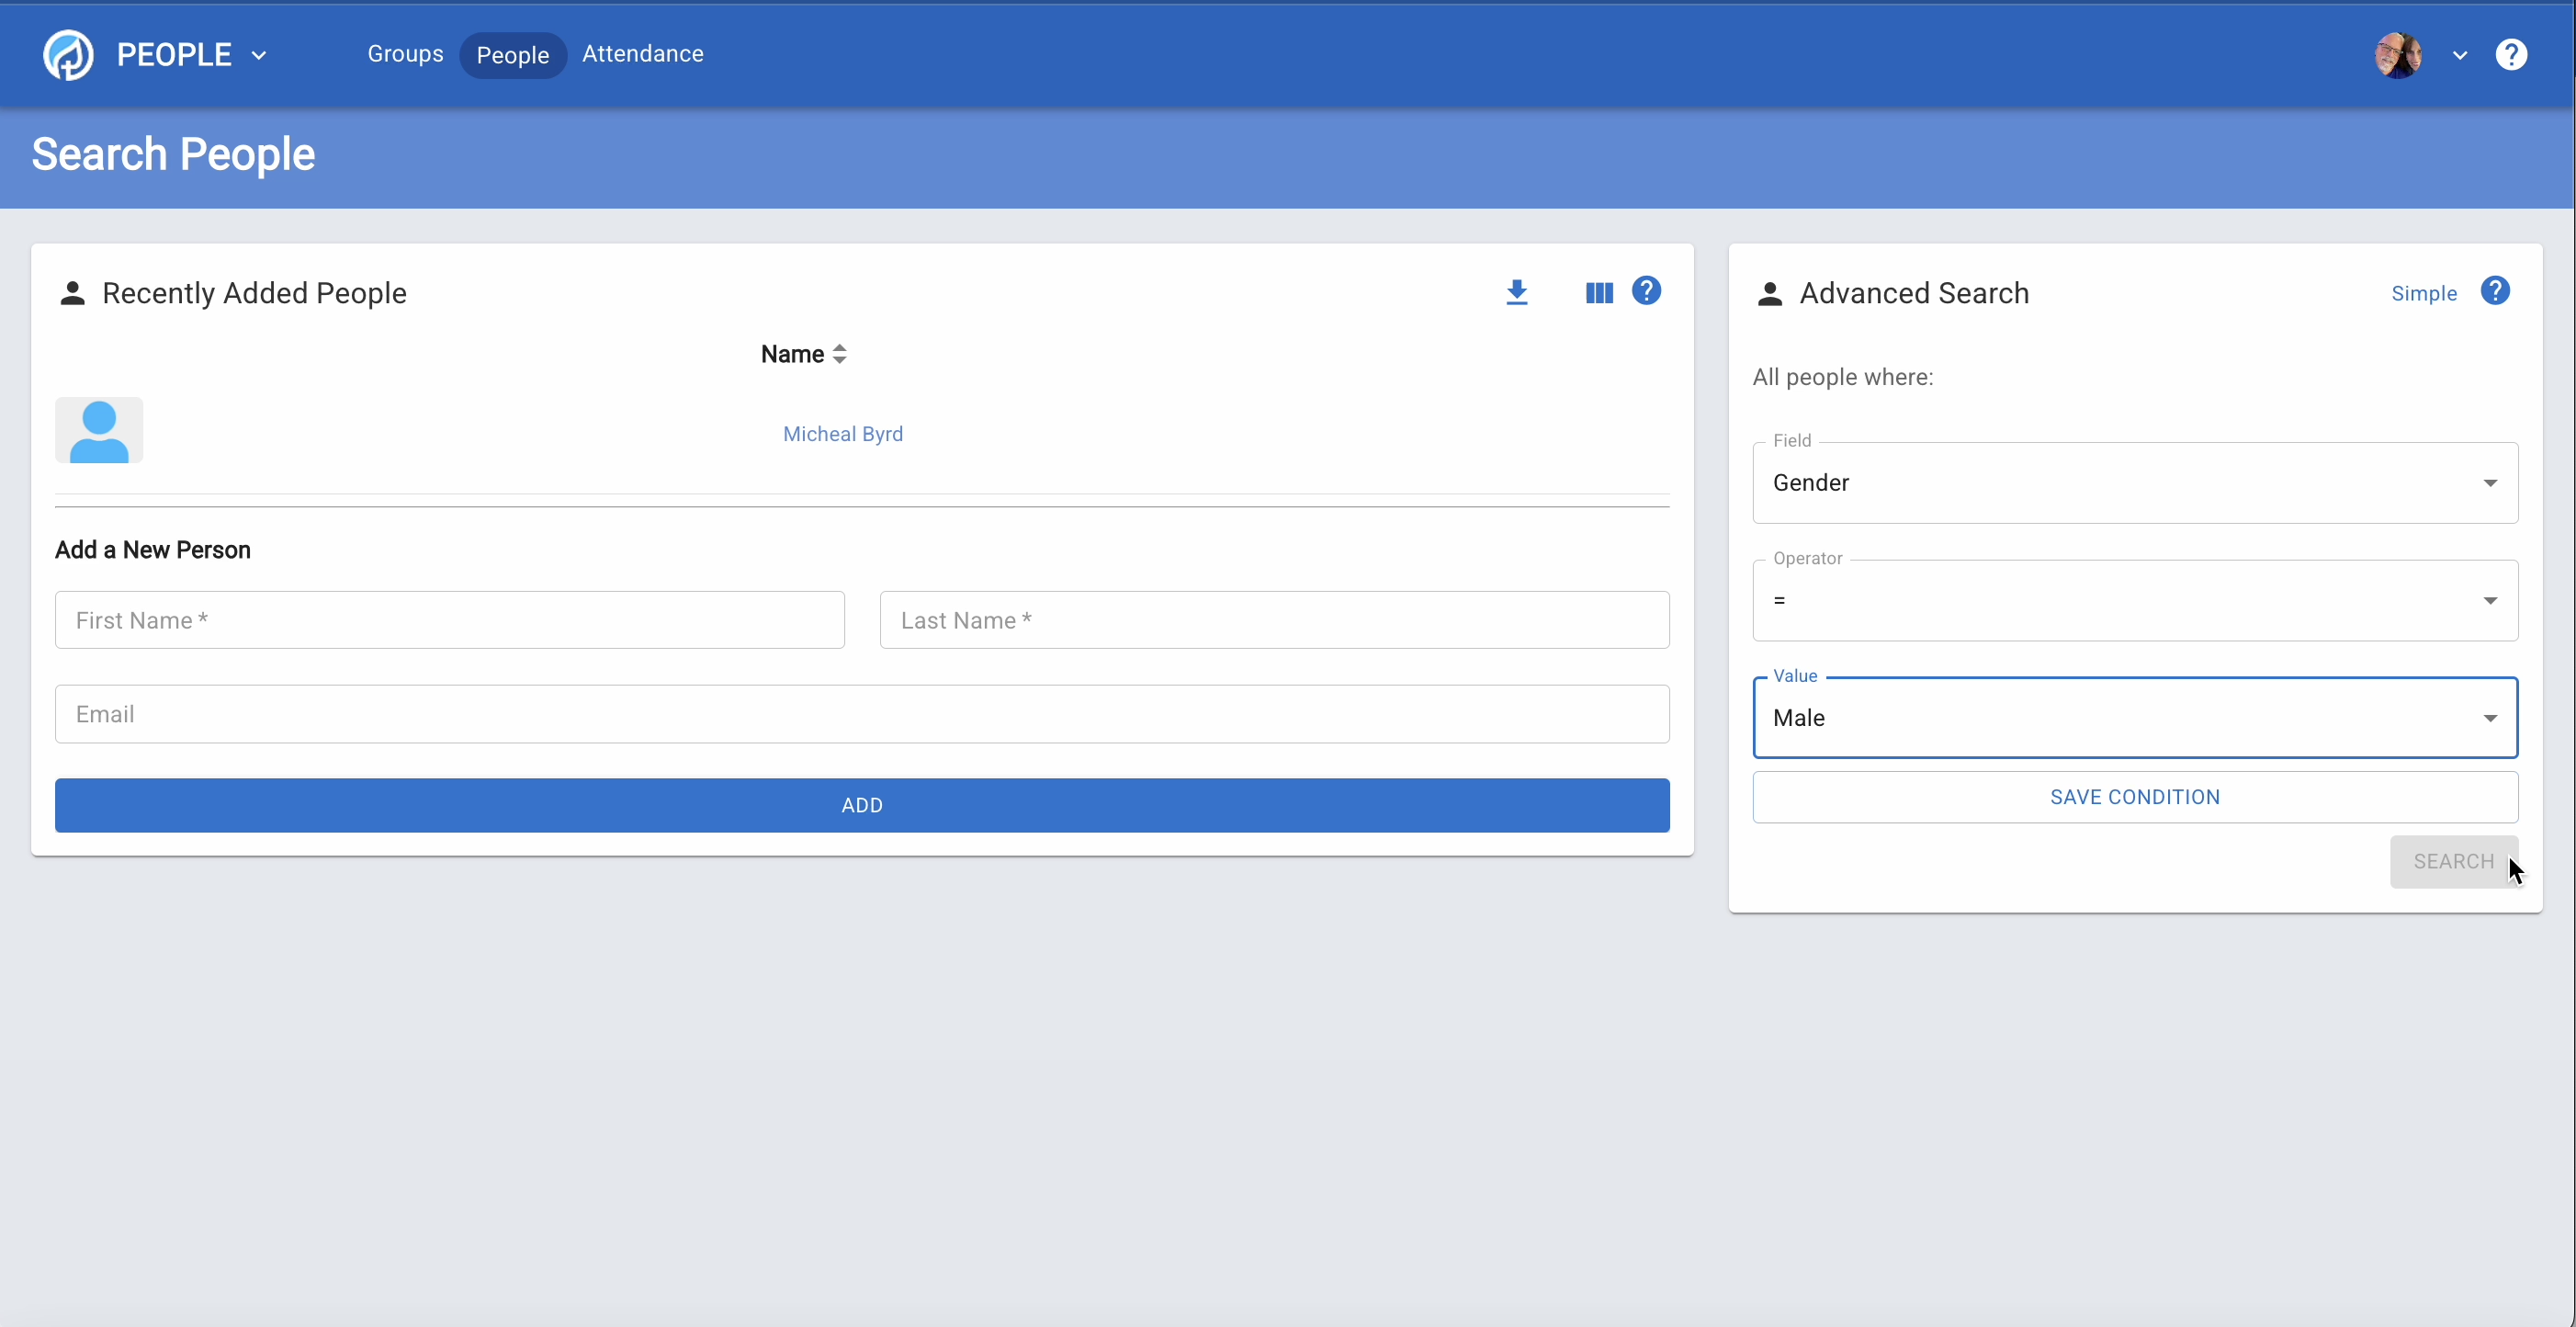 PEOPLE
Groups
People
Attendance
?
Search People
Recently Added People
?
Name
Micheal Byrd
Add a New Person
First Name *
Last Name *
Email
ADD
Advanced Search
Simple
?
All people where:
Field
Gender
Operator
=
Value
Male
SAVE CONDITION
SEARCH